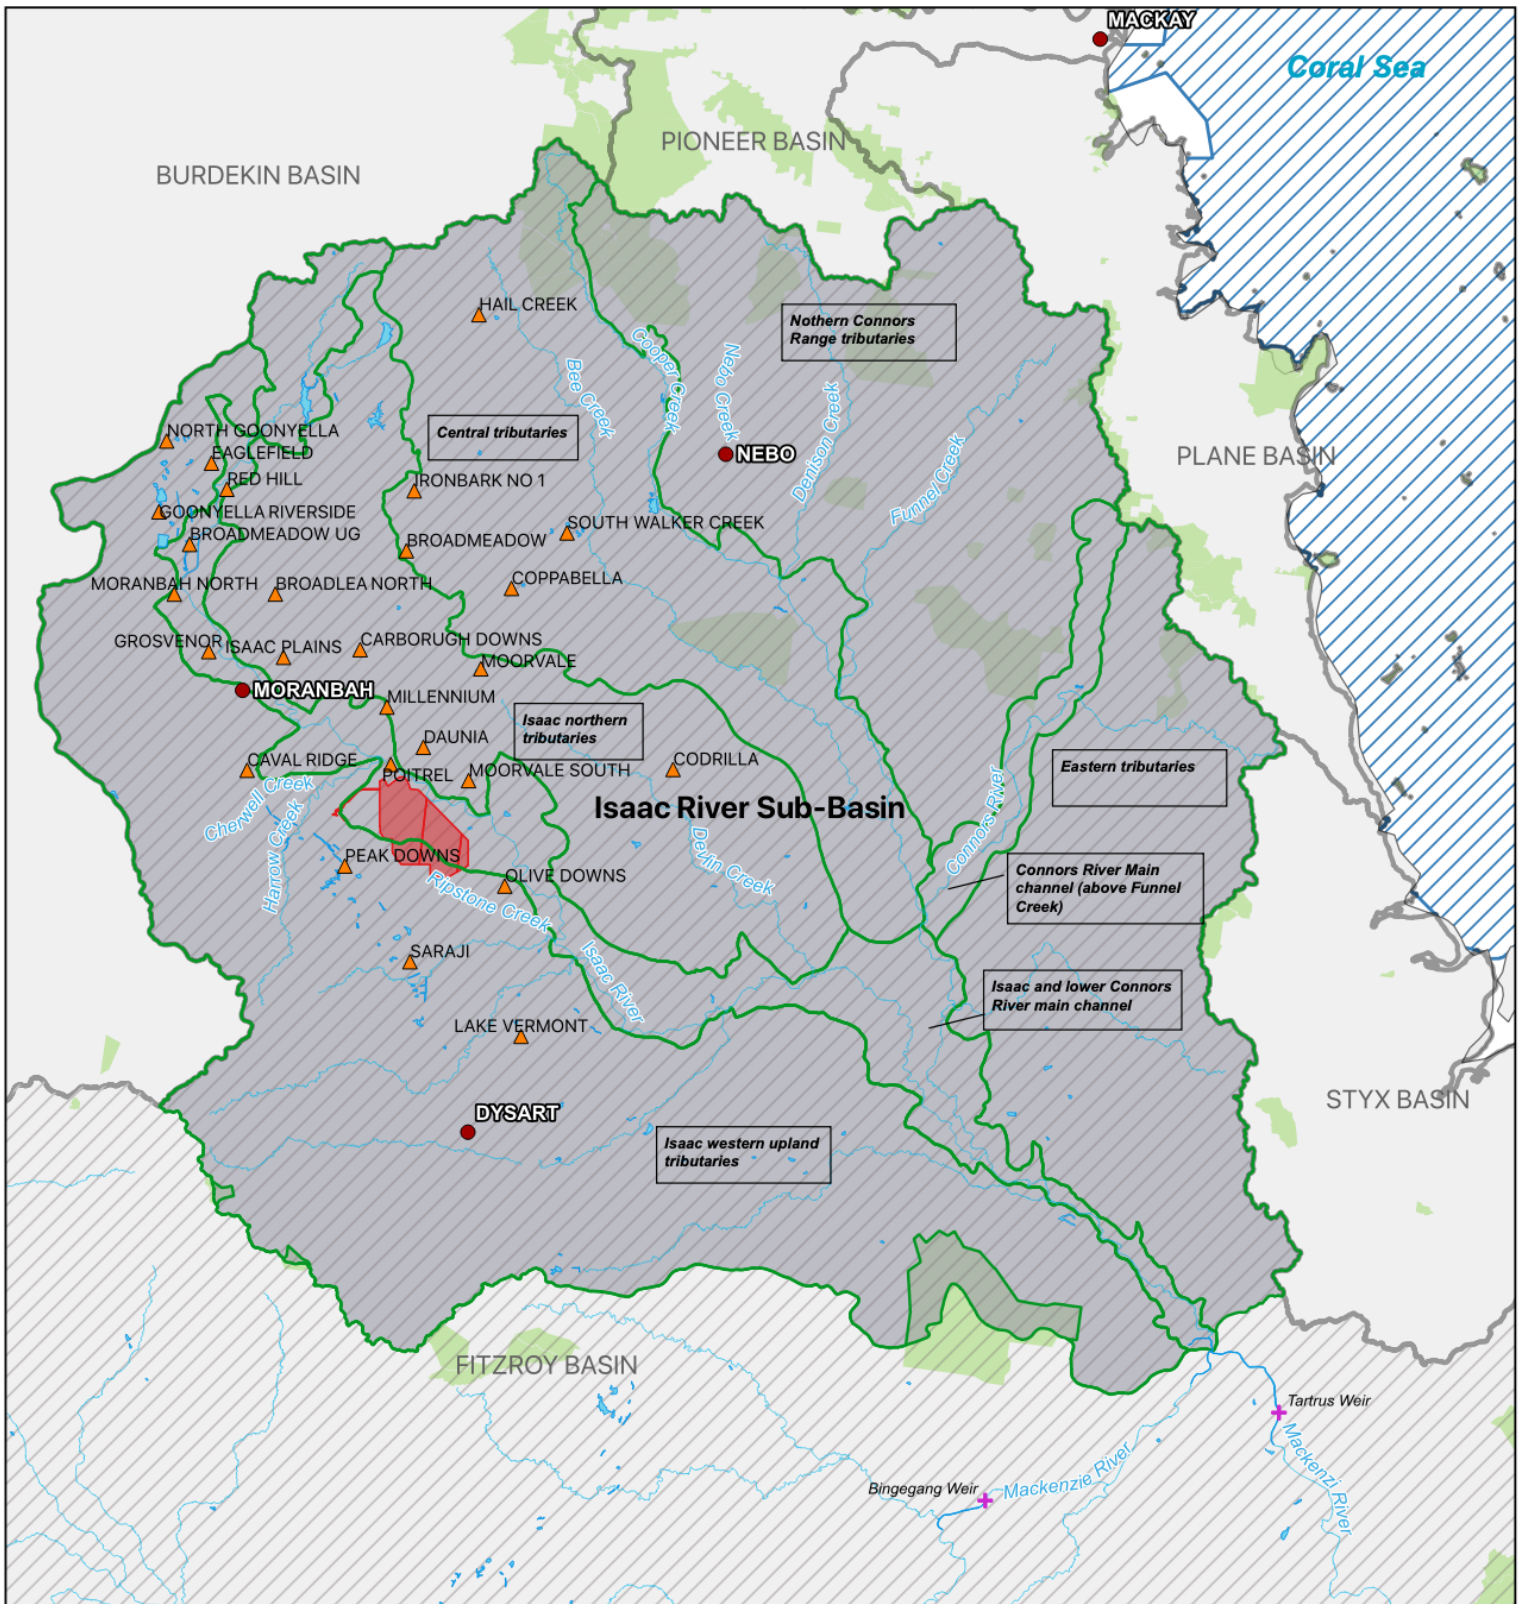 MACKAY
Coral Sea
PIONEER BASIN
BURDEKIN BASIN
HAIL CREEK
Nothern Connors
Range tributaries
Cooper Creek
Nebo Creek
Bee Creek
Denison Creek
Central tributaries
NORTH GOONYELLA
EAGLEFIELD
NEBO
PLANE BASIN
RED HILL
IRONBARK NO 1
Funnel Creek
GOONYELLA RIVERSIDE
SOUTH WALKER CREEK
BROADMEADOW UG
BROADMEADOW
MORANBAH NORTH
BROADLEA NORTH
COPPABELLA
GROSVENOR
ISAAC PLAINS
CARBORUGH DOWNS
MOORVALE
MORANBAH
MILLENNIUM
Isaac northern
tributaries
DAUNIA
CAVAL RIDGE
POITREL
MOORVALE SOUTH
CODRILLA
Eastern tributaries
Cherwell Creek
Isaac River Sub-Basin
Harrow Creek
Connors River
Devlin Creek
PEAK DOWNS
OLIVE DOWNS
Ripstone Creek
Connors River Main
channel (above Funnel
Creek)
SARAJI
Isaac River
Isaac and lower Connors
River main channel
LAKE VERMONT
STYX BASIN
DYSART
Isaac western upland
tributaries
FITZROY BASIN
Tartrus Weir
Mackenzi River
Bingegang Weir
Mackenzie River